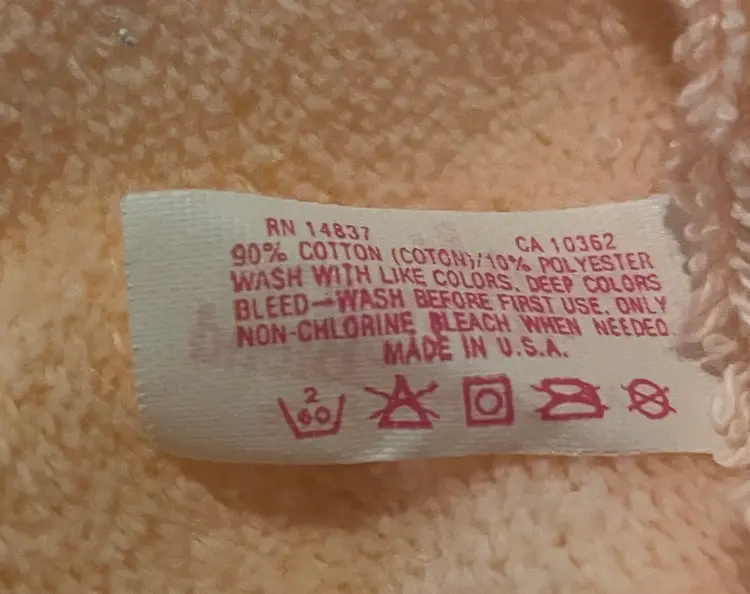 RN 14837
CA 10362
90% COTTON (COTON)/10% POLYESTER
WASH WITH LIKE COLORS. DEEP COLORS
BLEED—WASH BEFORE FIRST USE. ONLY
NON-CHLORINE BLEACH WHEN NEEDED.
MADE IN U.S.A.
2
60